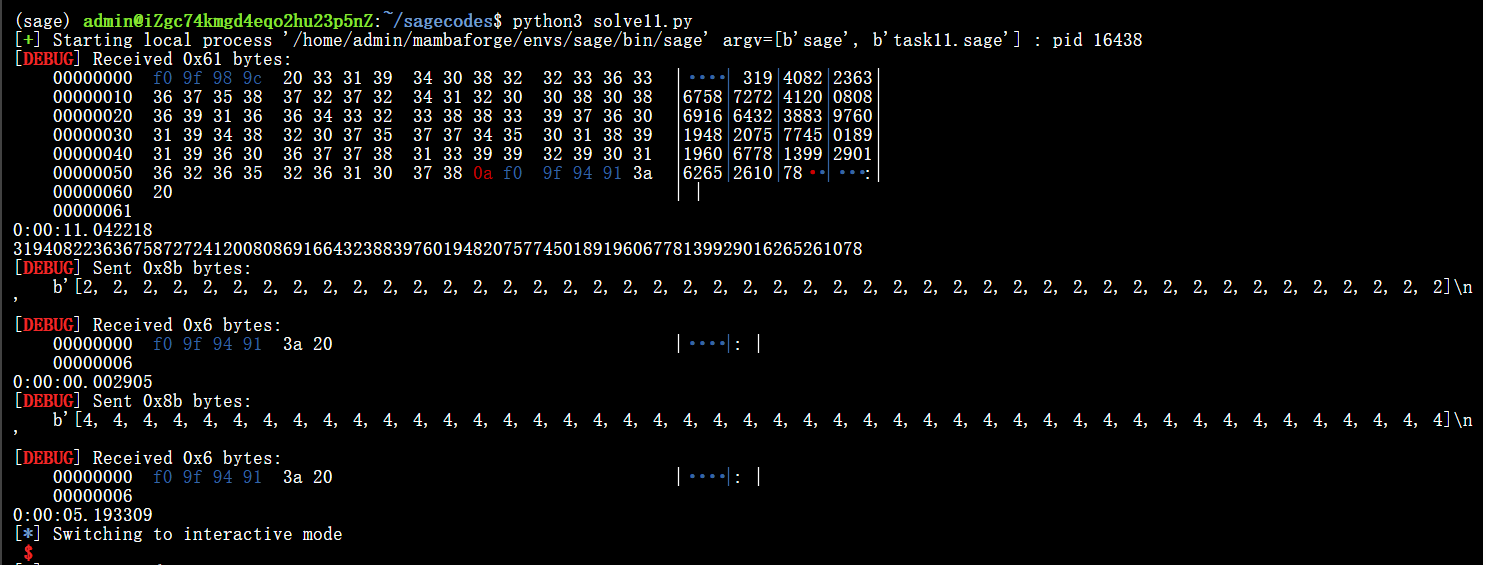 (sage) admin@iZgc74kmgd4eqo2hu23p5nZ:~/sagecodes$ python3 solve11.py
[+] Starting local process '/home/admin/mambaforge/envs/sage/bin/sage' argv=[b'sage', b'task11.sage'] : pid 16438
[DEBUG] Received 0x61 bytes:
00000000 f0 9f 98 9c 20 33 31 39 34 30 38 32 32 33 36 33 |····| 319|4082|2363|
00000010 36 37 35 38 37 32 37 32 34 31 32 30 30 38 30 38 |6758|7272|4120|0808|
00000020 36 39 31 36 36 34 33 32 33 38 38 33 39 37 36 30 |6916|6432|3883|9760|
00000030 31 39 34 38 32 30 37 35 37 37 34 35 30 31 38 39 |1948|2075|7745|0189|
00000040 31 39 36 30 36 37 37 38 31 33 39 39 32 39 30 31 |1960|6778|1399|2901|
00000050 36 32 36 35 32 36 31 30 37 38 0a f0 9f 94 91 3a |6265|2610|78··|···:|
00000060 20 | |
00000061
0:00:11.042218
3194082236367587272412008086916643238839760194820757745018919606778139929016265261078
[DEBUG] Sent 0x8b bytes:
b'[2, 2, 2, 2, 2, 2, 2, 2, 2, 2, 2, 2, 2, 2, 2, 2, 2, 2, 2, 2, 2, 2, 2, 2, 2, 2, 2, 2, 2, 2, 2, 2, 2, 2, 2, 2, 2, 2, 2, 2, 2, 2, 2, 2, 2, 2]\n
'
[DEBUG] Received 0x6 bytes:
00000000 f0 9f 94 91 3a 20 |····|: |
00000006
0:00:00.002905
[DEBUG] Sent 0x8b bytes:
b'[4, 4, 4, 4, 4, 4, 4, 4, 4, 4, 4, 4, 4, 4, 4, 4, 4, 4, 4, 4, 4, 4, 4, 4, 4, 4, 4, 4, 4, 4, 4, 4, 4, 4, 4, 4, 4, 4, 4, 4, 4, 4, 4, 4, 4, 4]\n
'
[DEBUG] Received 0x6 bytes:
00000000 f0 9f 94 91 3a 20 |····|: |
00000006
0:00:05.193309
[*] Switching to interactive mode
$